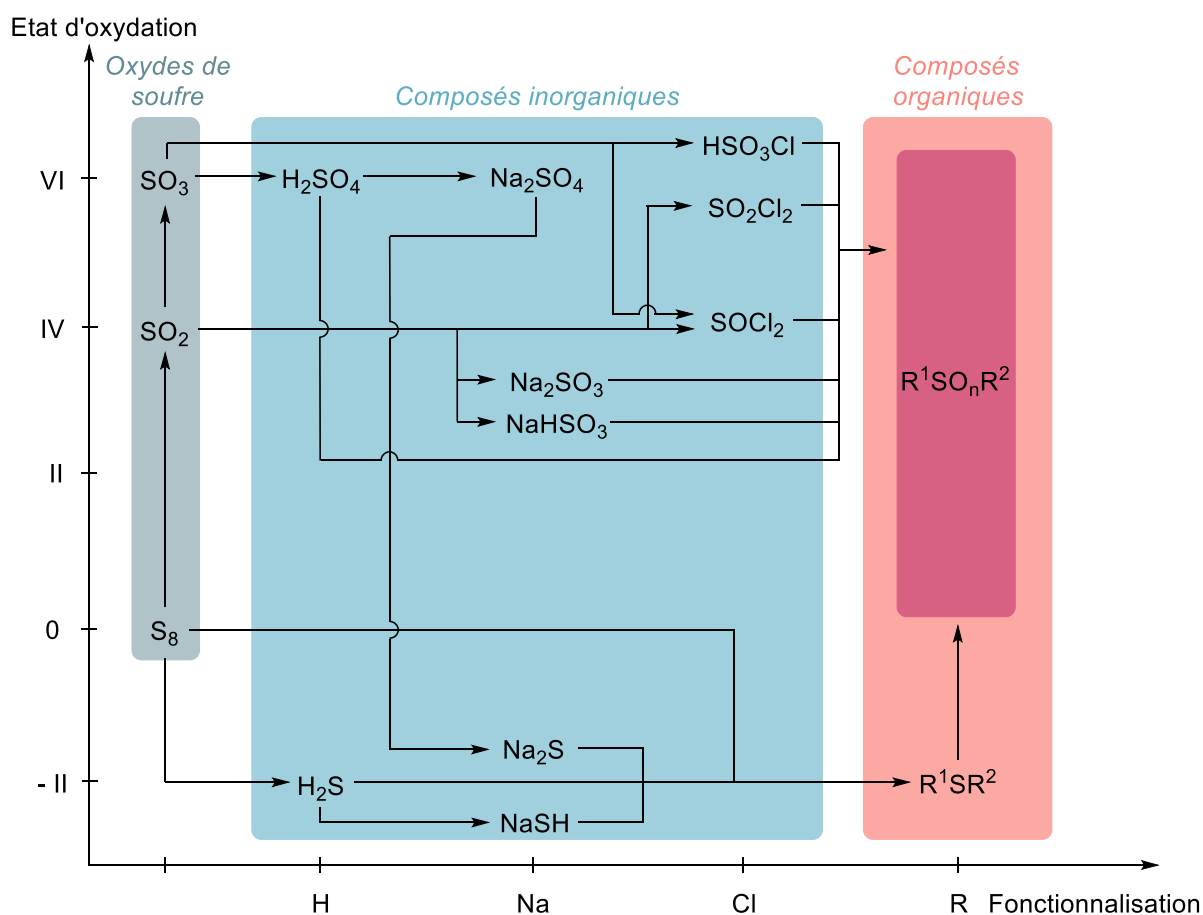 Etat d'oxydation
Oxydes de
soufre
Composés inorganiques
Composés
organiques
VI
IV
II
0
- II
SO₃
SO₂
S₈
H₂SO₄
Na₂SO₄
HSO₃Cl
SO₂Cl₂
SOCl₂
Na₂SO₃
NaHSO₃
Na₂S
H₂S
NaSH
R¹SOₙR²
R¹SR²
H
Na
Cl
R
Fonctionnalisation